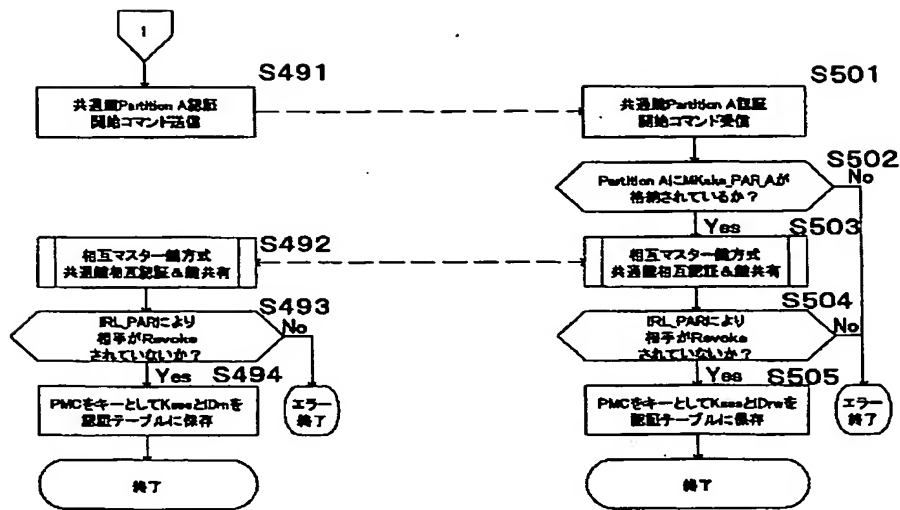 1
S491
共通鍵Partition A認証
開始コマンド送信
S501
共通鍵Partition A認証
開始コマンド受信
S502
Partition AにMKake_PAR_Aが
格納されているか?
No
Yes
S492
相互マスター鍵方式
共通鍵相互認証&鍵共有
S503
相互マスター鍵方式
共通鍵相互認証&鍵共有
S493
IRL_PARにより
相手がRevoke
されていないか?
No
Yes
S504
IRL_PARにより
相手がRevoke
されていないか?
No
Yes
S494
PMCをキーとしてKsesとIDmを
認証テーブルに保存
エラー
終了
S505
PMCをキーとしてKsesとIDrwを
認証テーブルに保存
エラー
終了
終了
終了